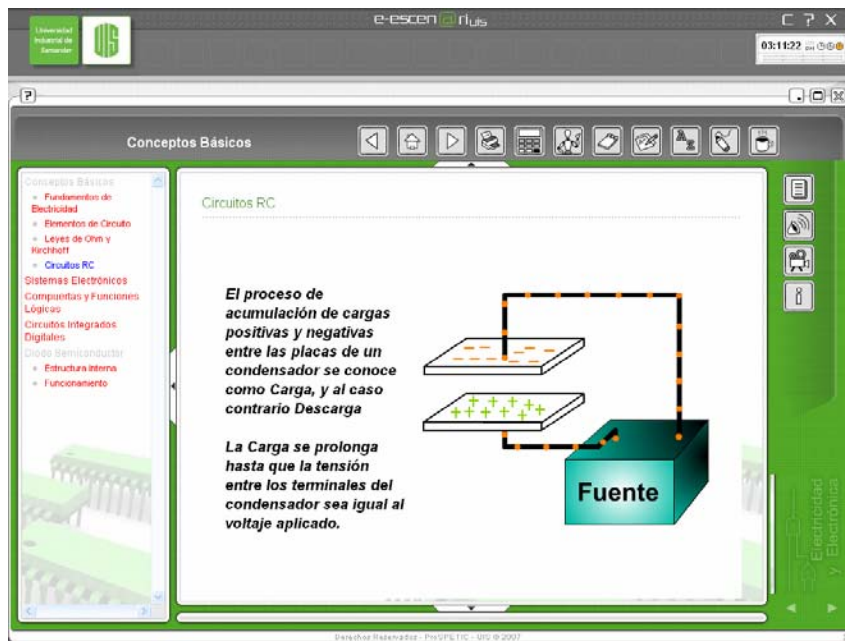 Universidad
Industrial de
Santander
UIS
e-escen@riuis
03:11:22 PM
Conceptos Básicos
Conceptos Básicos
Fundamentos de
Electricidad
Elementos de Circuito
Leyes de Ohm y
Kirchhoff
Circuitos RC
Sistemas Electrónicos
Compuertas y Funciones
Lógicas
Circuitos Integrados
Digitales
Diodo Semiconductor
Estructura Interna
Funcionamiento
Circuitos RC
El proceso de
acumulación de cargas
positivas y negativas
entre las placas de un
condensador se conoce
como Carga, y al caso
contrario Descarga
La Carga se prolonga
hasta que la tensión
entre los terminales del
condensador sea igual al
voltaje aplicado.
Fuente
Electricidad
y Electrónica
Derechos Reservados - ProSPETIC - UIS © 2007